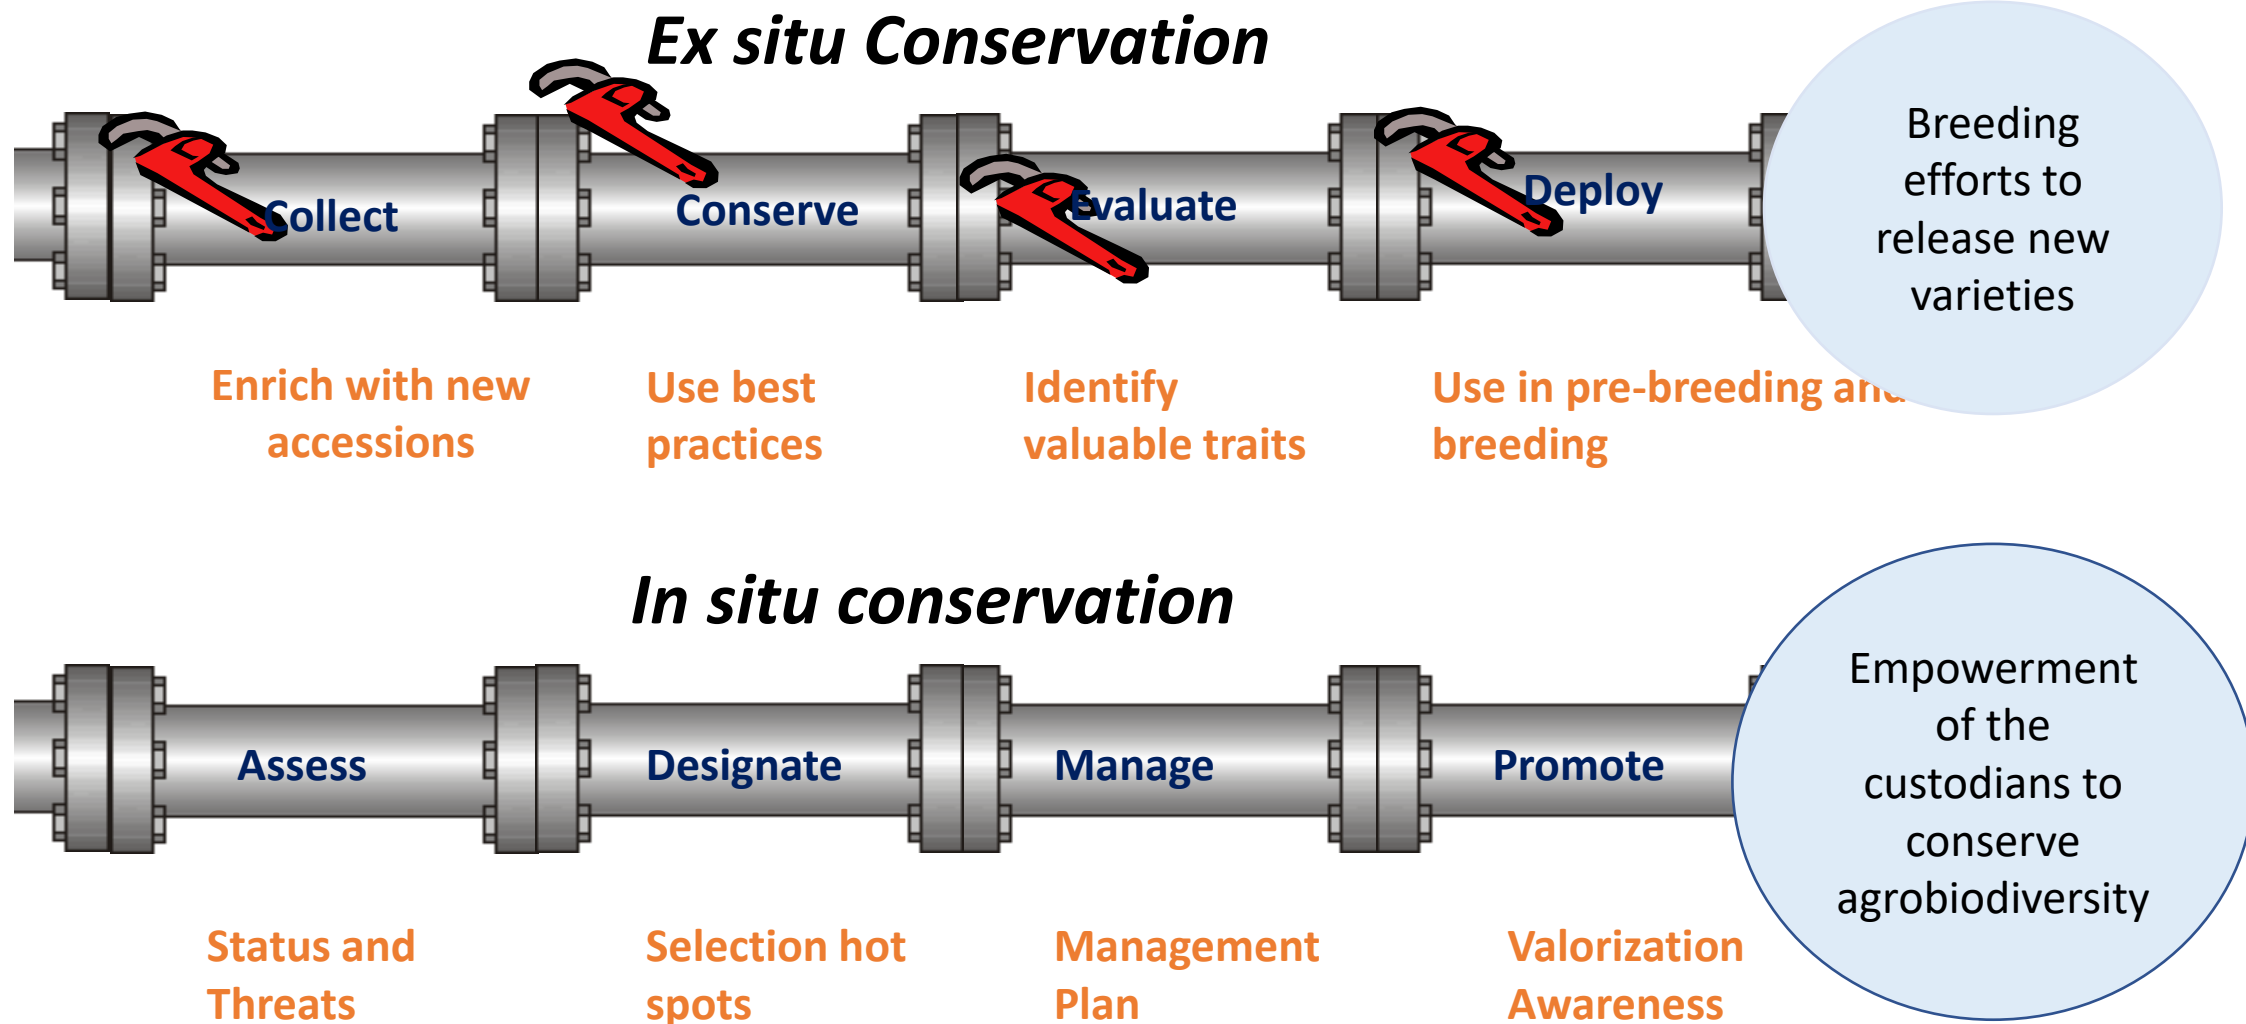 Ex situ Conservation
Collect
Conserve
Evaluate
Deploy
Breeding
efforts to
release new
varieties
Enrich with new
accessions
Use best
practices
Identify
valuable traits
Use in pre-breeding and
breeding
In situ conservation
Assess
Designate
Manage
Promote
Empowerment
of the
custodians to
conserve
agrobiodiversity
Status and
Threats
Selection hot
spots
Management
Plan
Valorization
Awareness